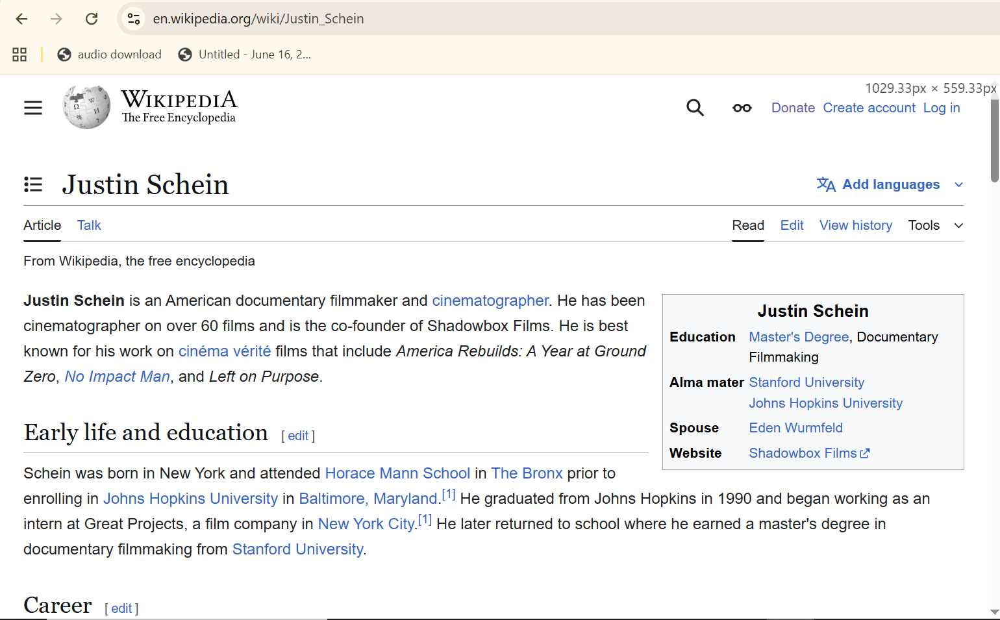 en.wikipedia.org/wiki/Justin_Schein
audio download
Untitled - June 16, 2...
1029.33px × 559.33px
WIKIPEDIA
The Free Encyclopedia
Donate Create account Log in
Justin Schein
Add languages
Article Talk
Read Edit View history Tools
From Wikipedia, the free encyclopedia
Justin Schein is an American documentary filmmaker and cinematographer. He has been
cinematographer on over 60 films and is the co-founder of Shadowbox Films. He is best
known for his work on cinéma vérité films that include America Rebuilds: A Year at Ground
Zero, No Impact Man, and Left on Purpose.
Justin Schein
Education Master's Degree, Documentary
Filmmaking
Alma mater Stanford University
Johns Hopkins University
Spouse Eden Wurmfeld
Website Shadowbox Films
Early life and education [ edit ]
Schein was born in New York and attended Horace Mann School in The Bronx prior to
enrolling in Johns Hopkins University in Baltimore, Maryland.[1] He graduated from Johns Hopkins in 1990 and began working as an
intern at Great Projects, a film company in New York City.[1] He later returned to school where he earned a master's degree in
documentary filmmaking from Stanford University.
Career [ edit ]